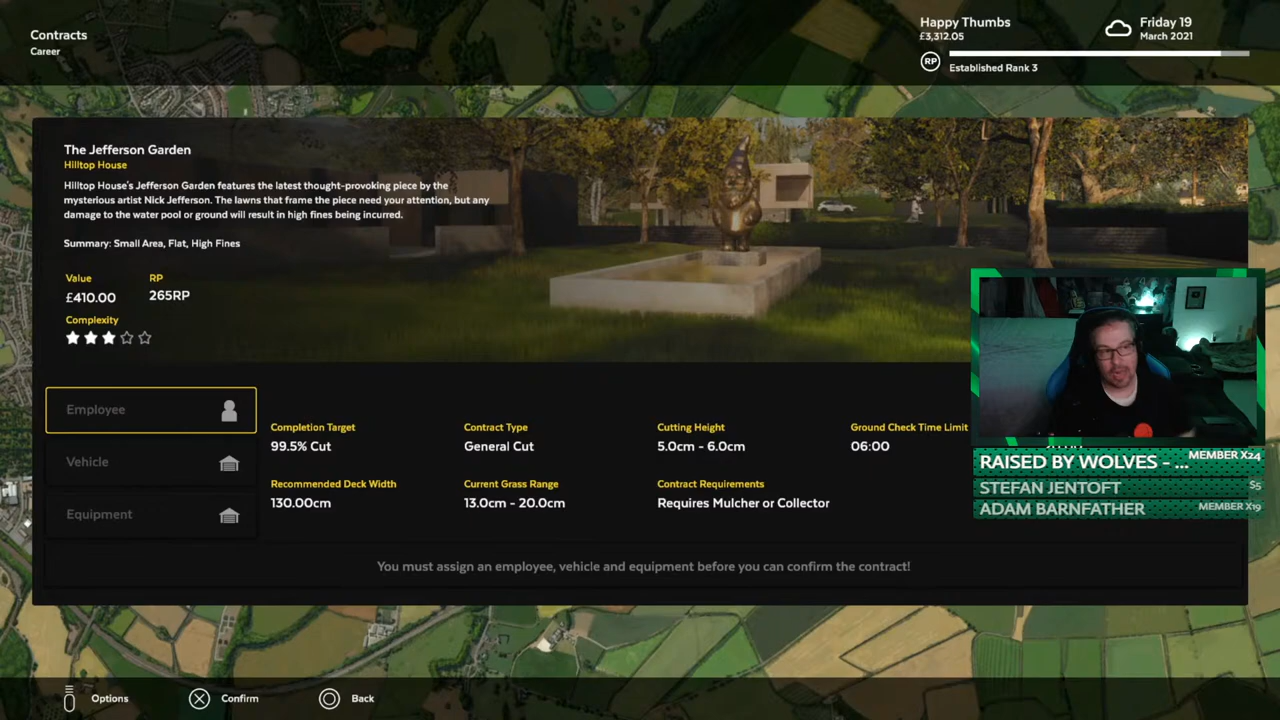 Contracts
Career
Happy Thumbs
£3,312.05
Friday 19
March 2021
RP
Established Rank 3
The Jefferson Garden
Hilltop House
Hilltop House's Jefferson Garden features the latest thought-provoking piece by the
mysterious artist Nick Jefferson. The lawns that frame the piece need your attention, but any
damage to the water pool or ground will result in high fines being incurred.
Summary: Small Area, Flat, High Fines
Value
RP
£410.00
265RP
Complexity
Employee
Vehicle
Equipment
Completion Target
99.5% Cut
Contract Type
General Cut
Cutting Height
5.0cm - 6.0cm
Ground Check Time Limit
06:00
Recommended Deck Width
130.00cm
Current Grass Range
13.0cm - 20.0cm
Contract Requirements
Requires Mulcher or Collector
RAISED BY WOLVES - ... MEMBER X24
STEFAN JENTOFT $5
ADAM BARNFATHER MEMBER X19
You must assign an employee, vehicle and equipment before you can confirm the contract!
Options
Confirm
Back